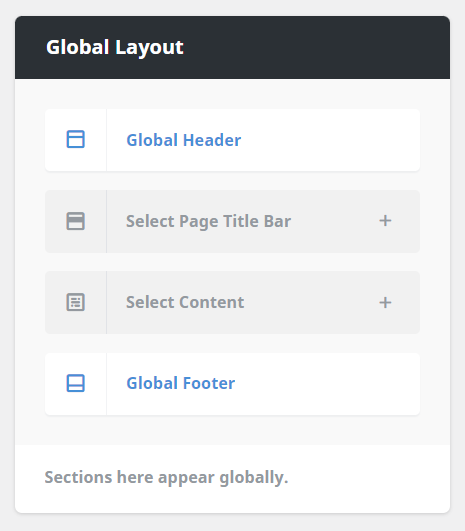 Global Layout
Global Header
Select Page Title Bar +
Select Content +
Global Footer
Sections here appear globally.